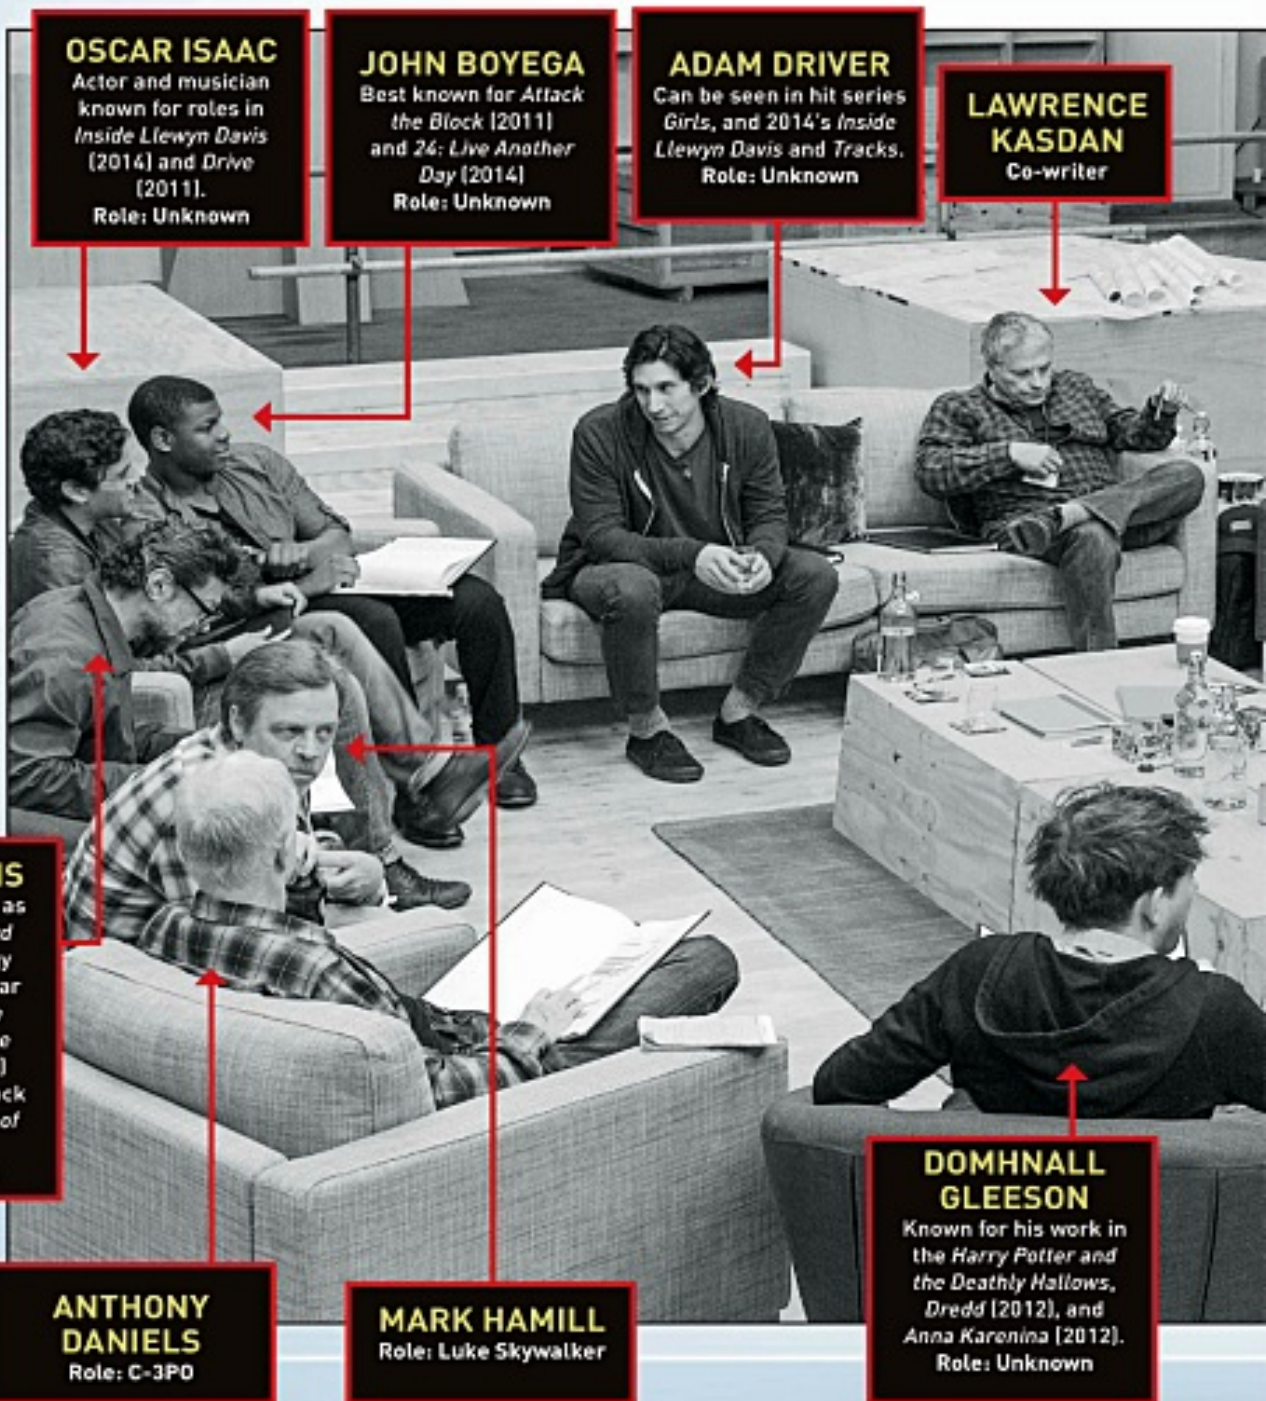 OSCAR ISAAC
Actor and musician
known for roles in
Inside Llewyn Davis
(2014) and Drive
(2011).
Role: Unknown
JOHN BOYEGA
Best known for Attack
the Block (2011)
and 24: Live Another
Day (2014)
Role: Unknown
ADAM DRIVER
Can be seen in hit series
Girls, and 2014's Inside
Llewyn Davis and Tracks.
Role: Unknown
LAWRENCE
KASDAN
Co-writer
as
of
ANTHONY
DANIELS
Role: C-3PO
MARK HAMILL
Role: Luke Skywalker
DOMHNALL
GLEESON
Known for his work in
the Harry Potter and
the Deathly Hallows,
Dredd (2012), and
Anna Karenina (2012).
Role: Unknown